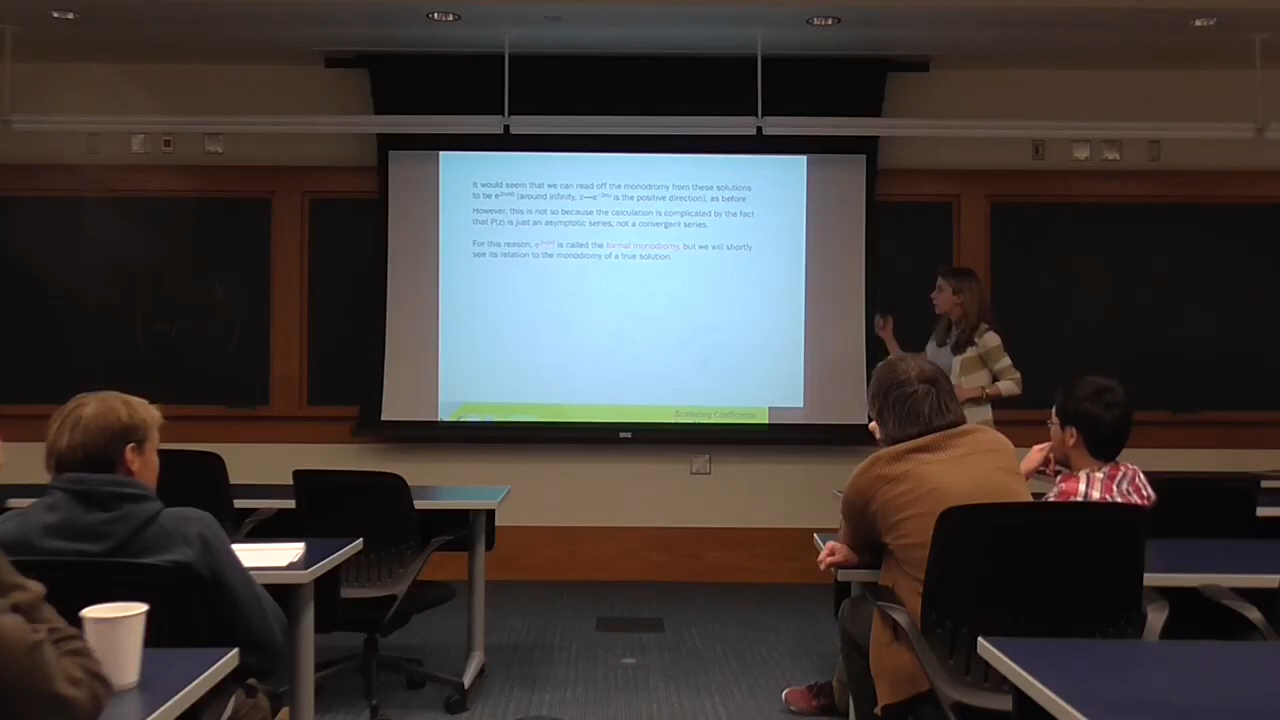 It would seem that we can read off the monodromy from these solutions
to be (around infinity, is the positive direction), as before
However, this is not so because the calculation is complicated by the fact
that P(z) is just an asymptotic series, not a convergent series.
For this reason, is called the formal monodromy, but we will shortly
see its relation to the monodromy of a true solution.
Scattering Coefficients